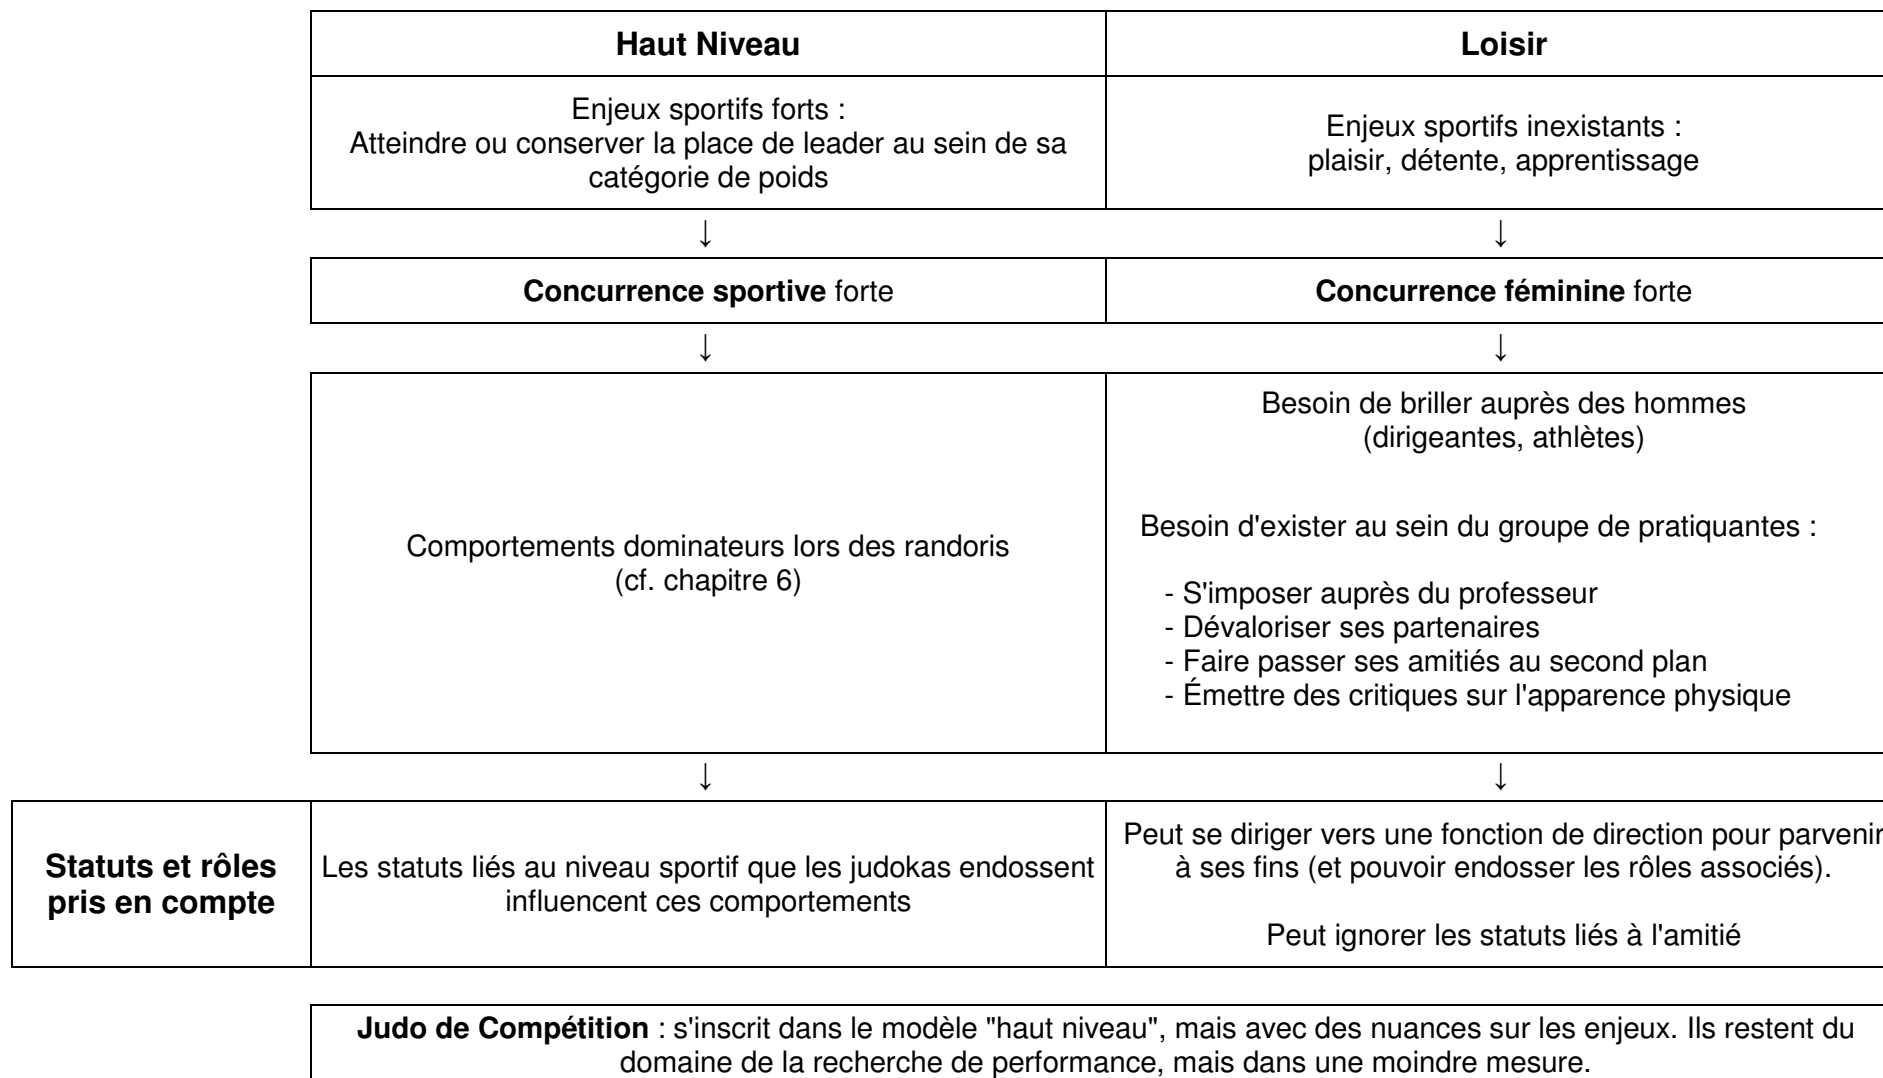 Haut Niveau
Loisir
Enjeux sportifs forts :
Atteindre ou conserver la place de leader au sein de sa
catégorie de poids
Enjeux sportifs inexistants :
plaisir, détente, apprentissage
↓
↓
Concurrence sportive forte
Concurrence féminine forte
↓
↓
Comportements dominateurs lors des randoris
(cf. chapitre 6)
Besoin de briller auprès des hommes
(dirigeantes, athlètes)
Besoin d'exister au sein du groupe de pratiquantes :
- S'imposer auprès du professeur
- Dévaloriser ses partenaires
- Faire passer ses amitiés au second plan
- Émettre des critiques sur l'apparence physique
↓
↓
Statuts et rôles
pris en compte
Les statuts liés au niveau sportif que les judokas endossent
influencent ces comportements
Peut se diriger vers une fonction de direction pour parvenir
à ses fins (et pouvoir endosser les rôles associés).
Peut ignorer les statuts liés à l'amitié
Judo de Compétition : s'inscrit dans le modèle "haut niveau", mais avec des nuances sur les enjeux. Ils restent du
domaine de la recherche de performance, mais dans une moindre mesure.